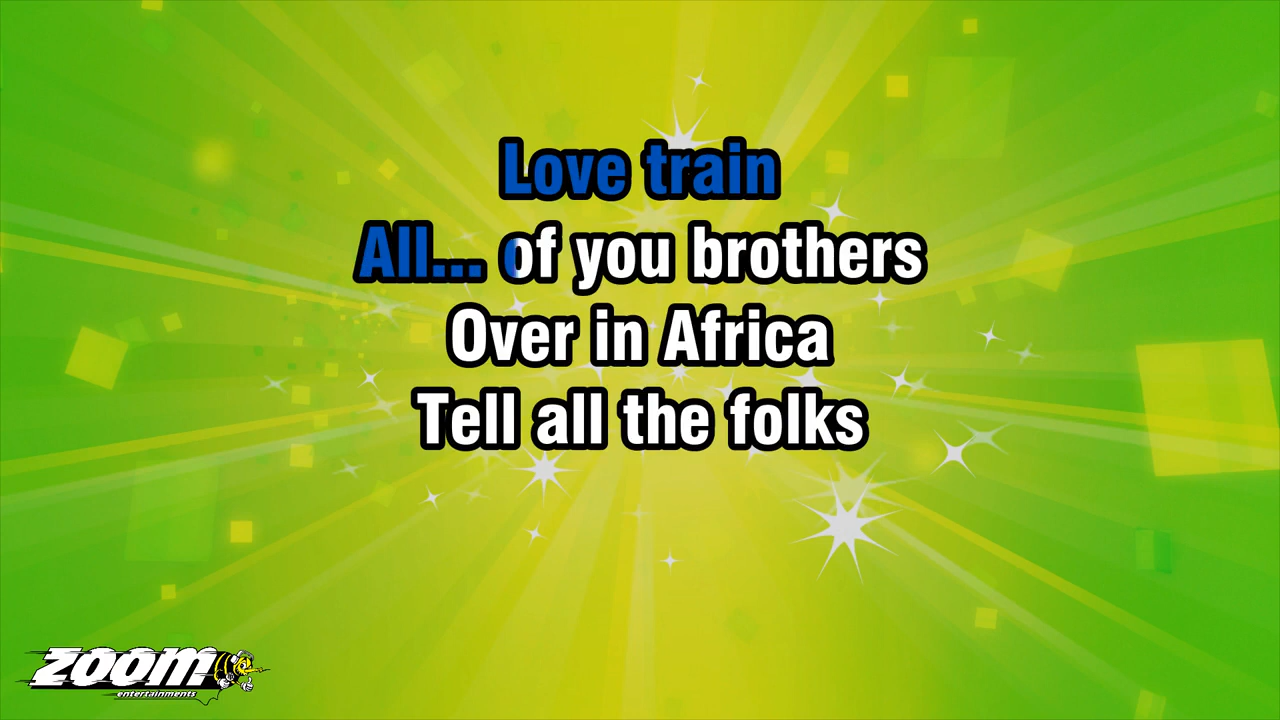 Love train
All... of you brothers
Over in Africa
Tell all the folks
ZOOM
entertainments